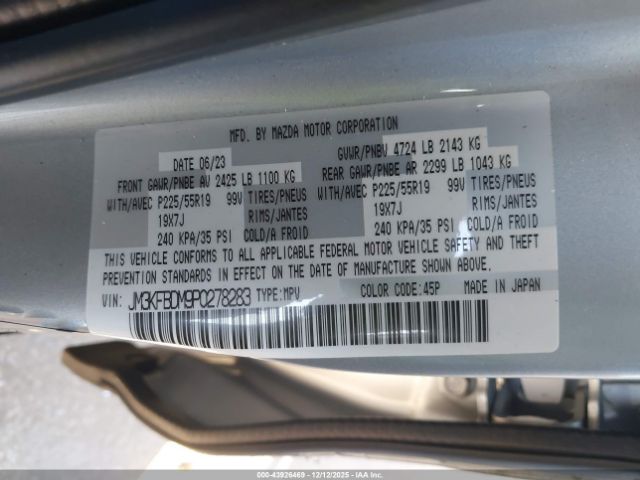 MFD. BY MAZDA MOTOR CORPORATION
DATE 06/23 GVWR/PNBV 4724 LB 2143 KG
FRONT GAWR/PNBE AV 2425 LB 1100 KG REAR GAWR/PNBE AR 2299 LB 1043 KG
WITH/AVEC P225/55R19 99V TIRES/PNEUS WITH/AVEC P225/55R19 99V TIRES/PNEUS
19X7J RIMS/JANTES 19X7J RIMS/JANTES
240 KPA/35 PSI COLD/A FROID 240 KPA/35 PSI COLD/A FROID
THIS VEHICLE CONFORMS TO ALL APPLICABLE FEDERAL MOTOR VEHICLE SAFETY AND THEFT
PREVENTION STANDARDS IN EFFECT ON THE DATE OF MANUFACTURE SHOWN ABOVE.
VIN: JM3KFBDM9P0278283 TYPE:MPV COLOR CODE:45P MADE IN JAPAN
000-43926469 - 12/12/2025 - IAAI.COM